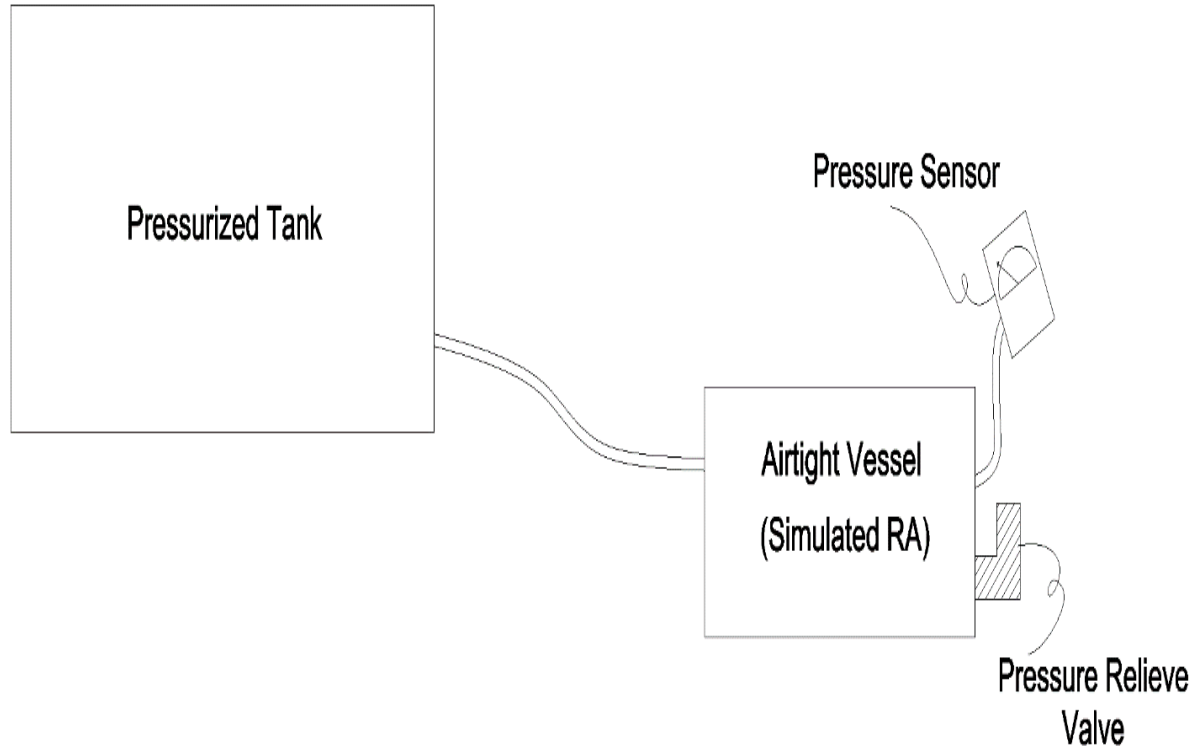 Pressurized Tank
Pressure Sensor
Airtight Vessel
(Simulated RA)
Pressure Relieve
Valve